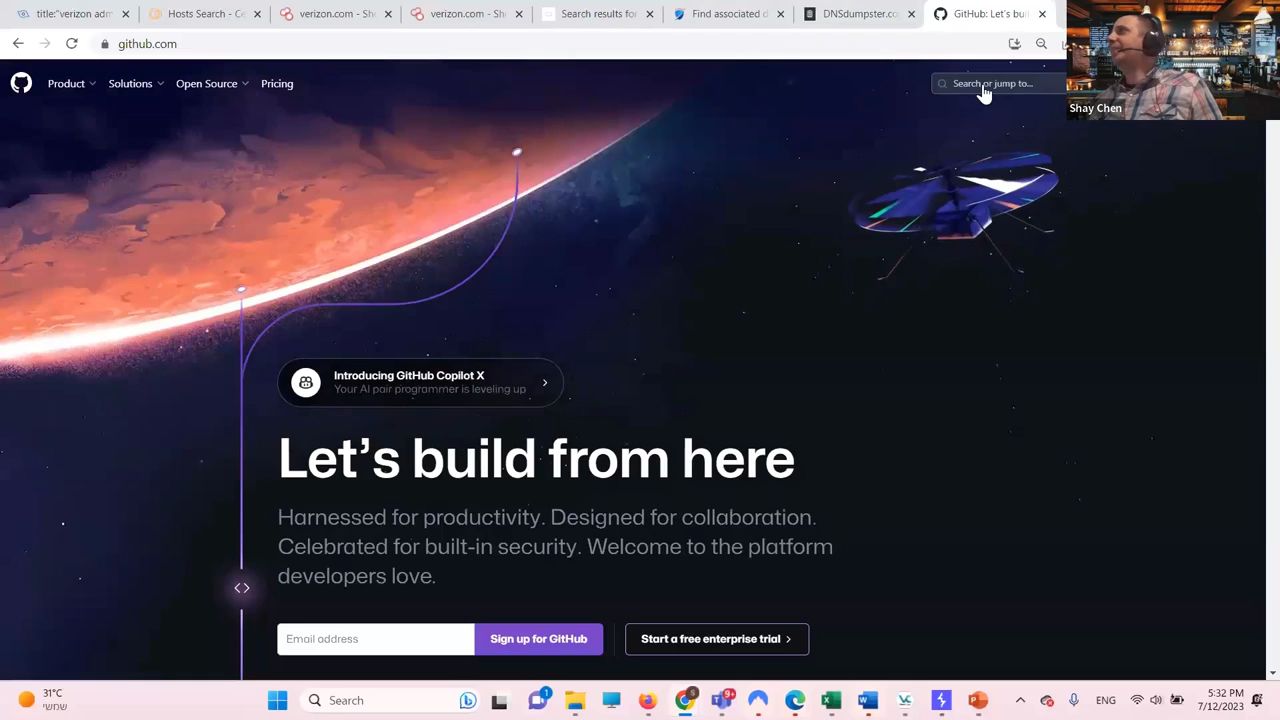 title:"verizon adm
Hosts Search - Ce
verizon.com - Sh
verizon.
h results for
Find associated d
DNSdumpster.co
GitHub: Let's bui
github.com
Product
Solutions
Open Source
Pricing
Search or jump to...
Shay Chen
Introducing GitHub Copilot X
Your AI pair programmer is leveling up
Let's build from here
Harnessed for productivity. Designed for collaboration.
Celebrated for built-in security. Welcome to the platform
developers love.
Email address
Sign up for GitHub
Start a free enterprise trial
31°C
שמשי
Search
1
9+
ENG
5:32 PM
7/12/2023